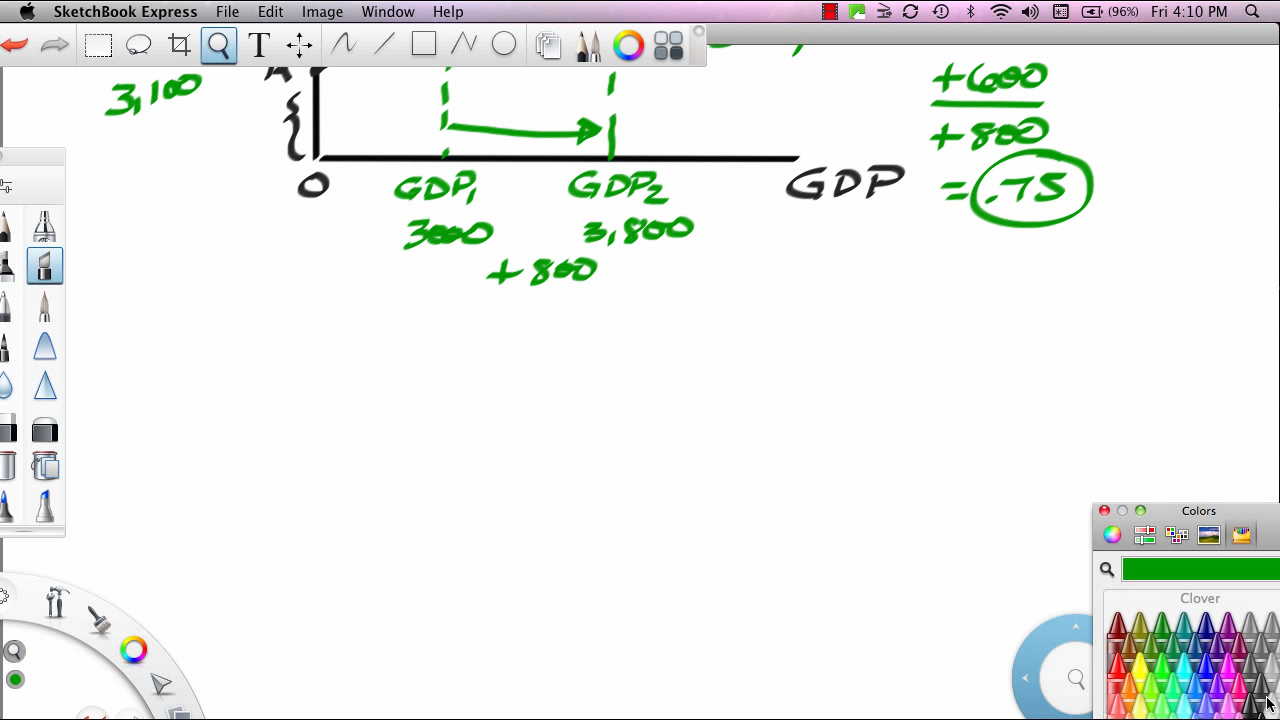 SketchBook Express File Edit Image Window Help (96%) Fri 4:10 PM
T
+600
3,100
A
+800
0 GDP1 GDP2 GDP = .75
3000 3,800
+800
Colors
Clover